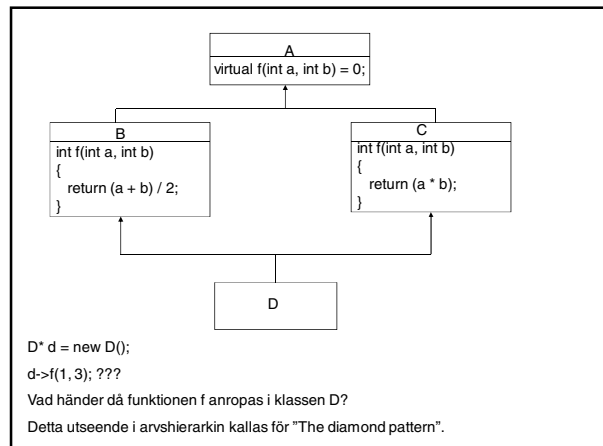 A
virtual f(int a, int b) = 0;
B
int f(int a, int b)
{
return (a + b) / 2;
}
C
int f(int a, int b)
{
return (a * b);
}
D
D* d = new D();
d->f(1, 3); ???
Vad händer då funktionen f anropas i klassen D?
Detta utseende i arvshierarkin kallas för ”The diamond pattern”.